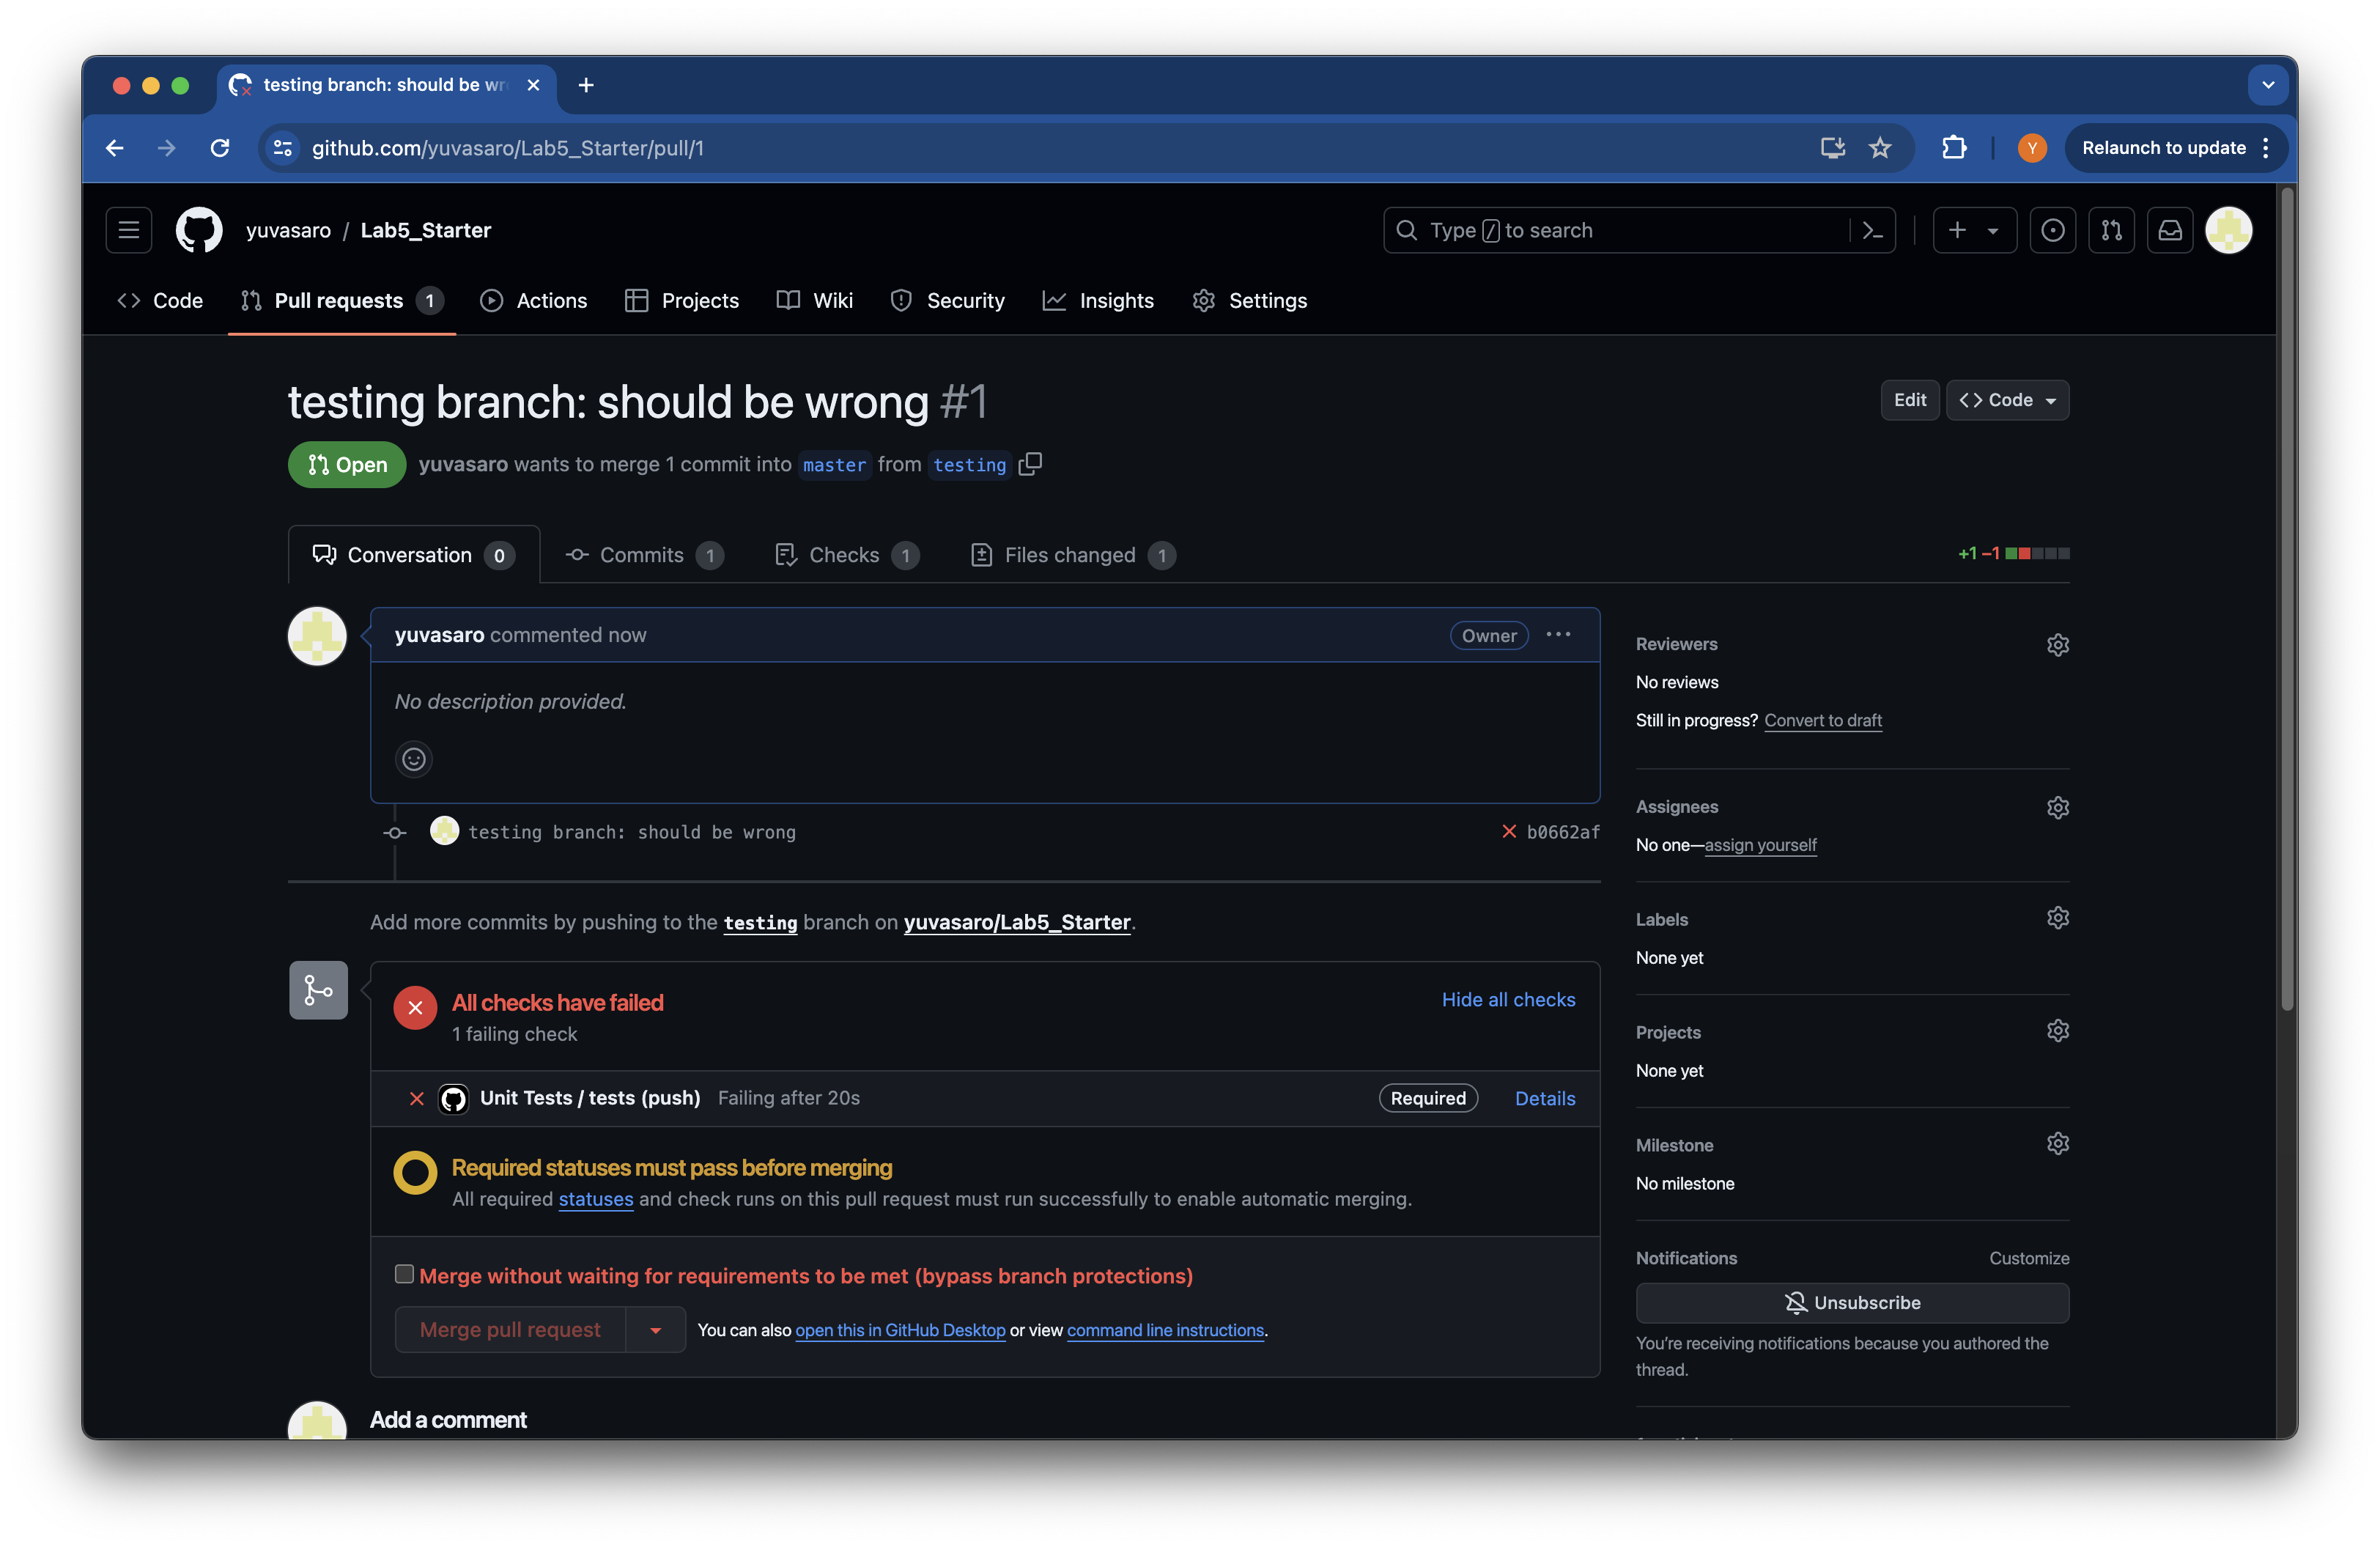 testing branch: should be wr
github.com/yuvasaro/Lab5_Starter/pull/1
Y
Relaunch to update
yuvasaro / Lab5_Starter
Type / to search
Code
Pull requests 1
Actions
Projects
Wiki
Security
Insights
Settings
testing branch: should be wrong #1
Edit
Code
Open
yuvasaro wants to merge 1 commit into master from testing
Conversation 0
Commits 1
Checks 1
Files changed 1
+1 −1
yuvasaro commented now
Owner
No description provided.
testing branch: should be wrong
b0662af
Add more commits by pushing to the testing branch on yuvasaro/Lab5_Starter.
All checks have failed
Hide all checks
1 failing check
Unit Tests / tests (push) Failing after 20s
Required
Details
Required statuses must pass before merging
All required statuses and check runs on this pull request must run successfully to enable automatic merging.
Merge without waiting for requirements to be met (bypass branch protections)
Merge pull request
You can also open this in GitHub Desktop or view command line instructions.
Add a comment
Reviewers
No reviews
Still in progress? Convert to draft
Assignees
No one—assign yourself
Labels
None yet
Projects
None yet
Milestone
No milestone
Notifications
Customize
Unsubscribe
You're receiving notifications because you authored the
thread.